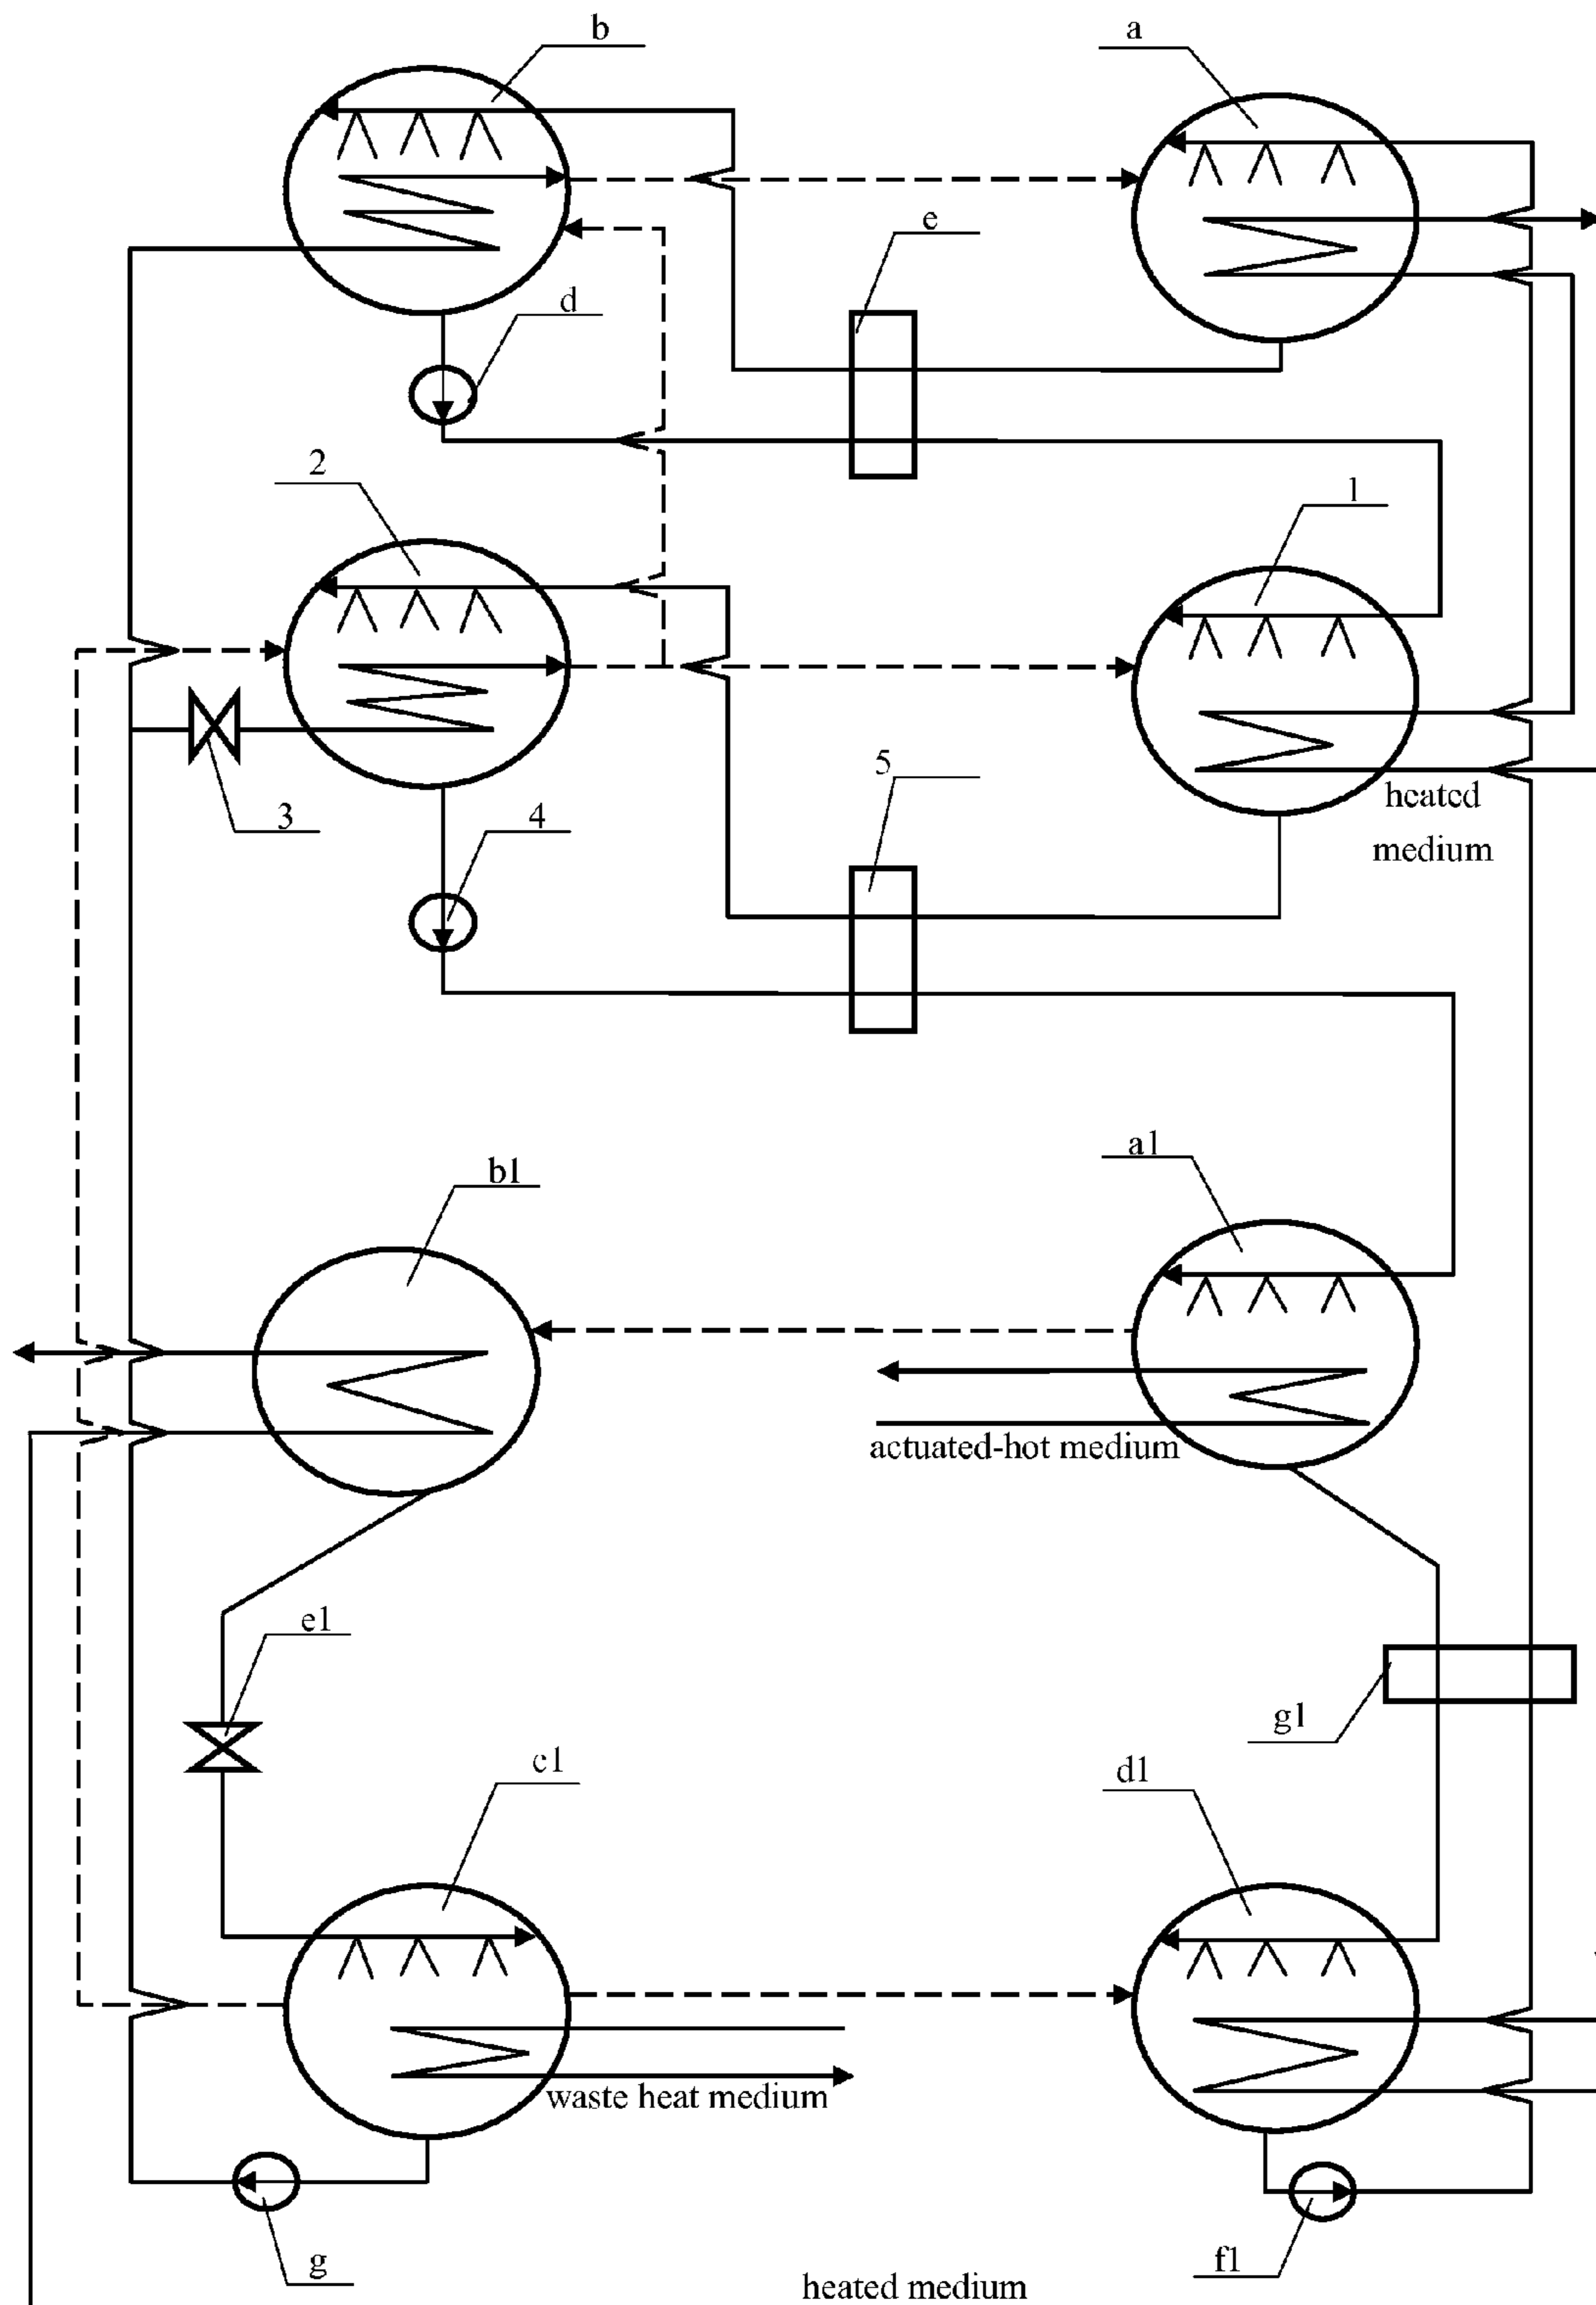 b
a
e
d
2
1
5
heated
medium
3
4
a1
b1
actuated-hot medium
e1
g1
c1
d1
waste heat medium
g
f1
heated medium